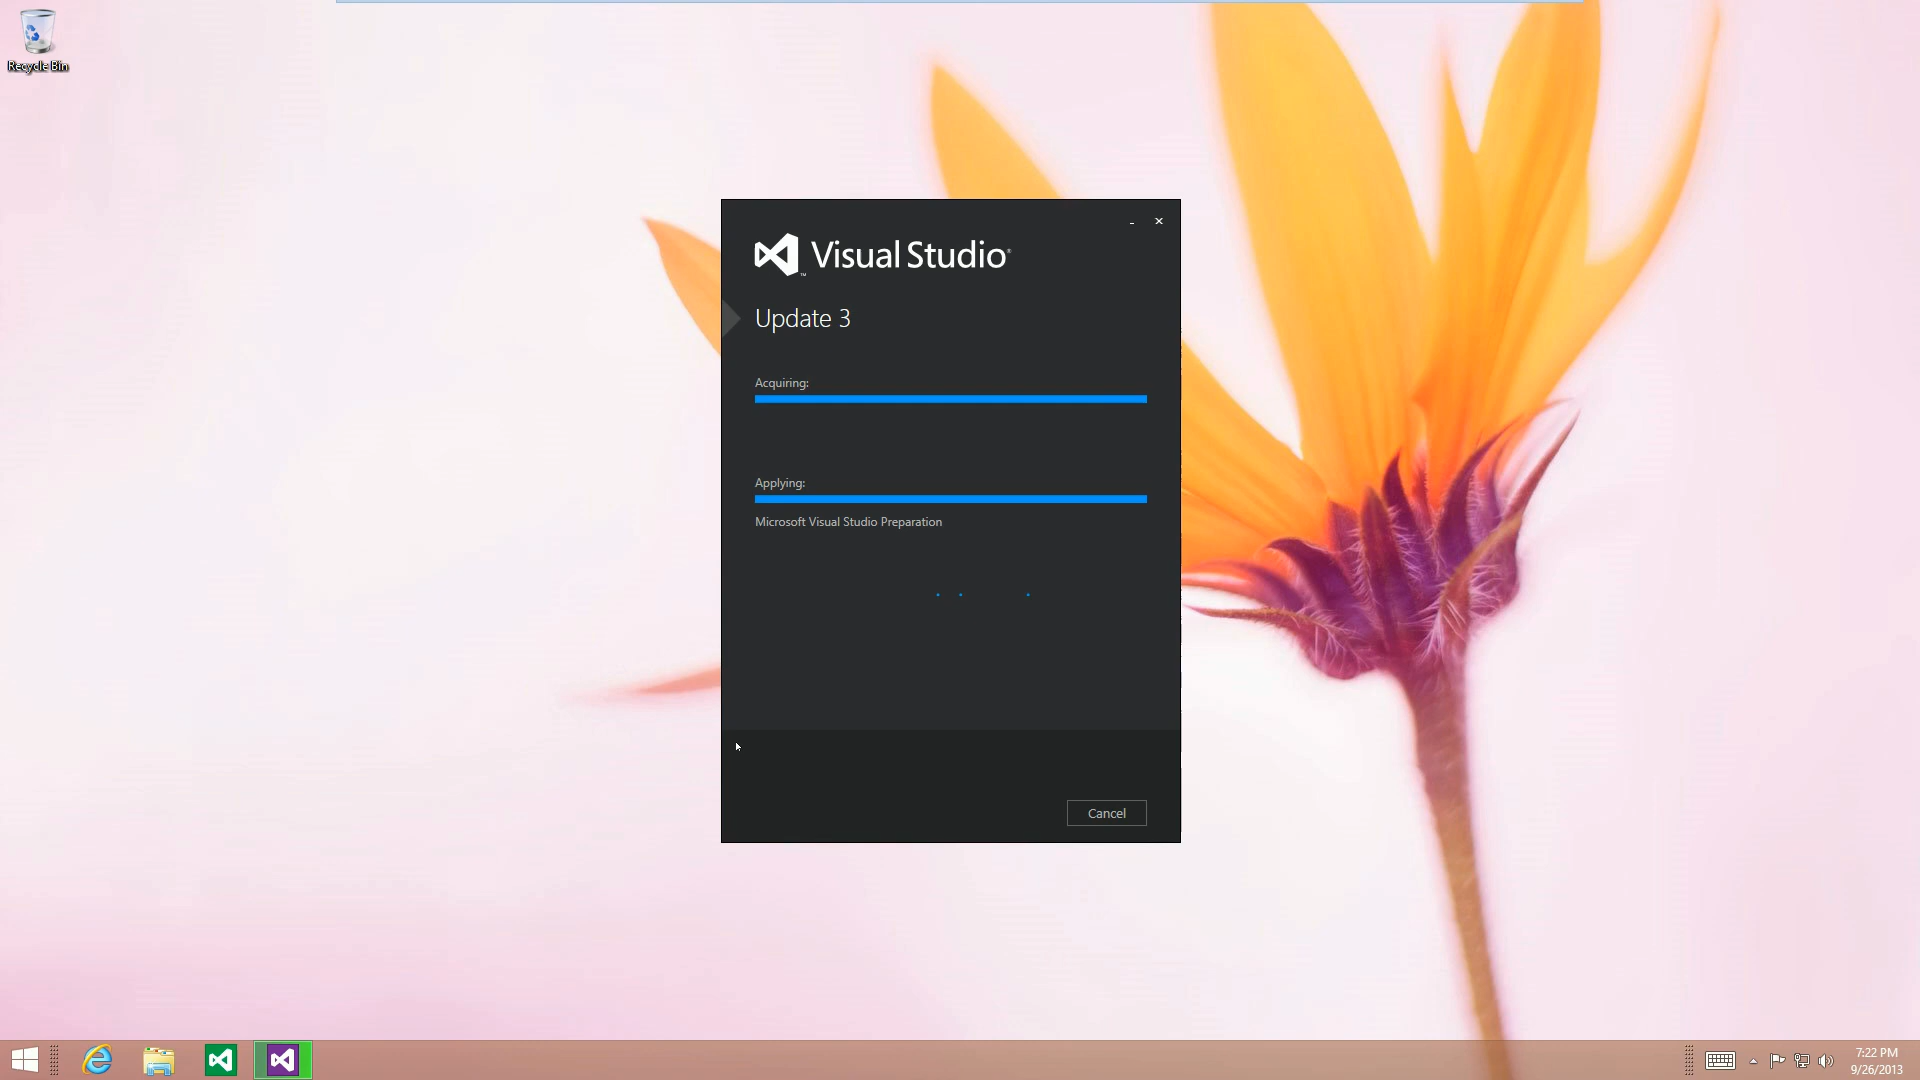 Recycle Bin
Visual Studio®
™
Update 3
Acquiring:
Applying:
Microsoft Visual Studio Preparation
Cancel
7:22 PM
9/26/2013